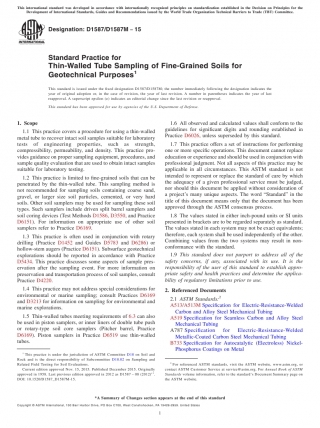 This international standard was developed in accordance with internationally recognized principles on standardization established in the Decision on Principles for the
Development of International Standards, Guides and Recommendations issued by the World Trade Organization Technical Barriers to Trade (TBT) Committee.
Designation: D1587/D1587M − 15
Standard Practice for
Thin-Walled Tube Sampling of Fine-Grained Soils for
Geotechnical Purposes1
This standard is issued under the fixed designation D1587/D1587M; the number immediately following the designation indicates the
year of original adoption or, in the case of revision, the year of last revision. A number in parentheses indicates the year of last
reapproval. A superscript epsilon (ε) indicates an editorial change since the last revision or reapproval.
This standard has been approved for use by agencies of the U.S. Department of Defense.
1. Scope
1.1 This practice covers a procedure for using a thin-walled
metal tube to recover intact soil samples suitable for laboratory
tests of engineering properties, such as strength,
compressibility, permeability, and density. This practice pro-
vides guidance on proper sampling equipment, procedures, and
sample quality evaluation that are used to obtain intact samples
suitable for laboratory testing.
1.2 This practice is limited to fine-grained soils that can be
penetrated by the thin-walled tube. This sampling method is
not recommended for sampling soils containing coarse sand,
gravel, or larger size soil particles, cemented, or very hard
soils. Other soil samplers may be used for sampling these soil
types. Such samplers include driven split barrel samplers and
soil coring devices (Test Methods D1586, D3550, and Practice
D6151). For information on appropriate use of other soil
samplers refer to Practice D6169.
1.3 This practice is often used in conjunction with rotary
drilling (Practice D1452 and Guides D5783 and D6286) or
hollow-stem augers (Practice D6151). Subsurface geotechnical
explorations should be reported in accordance with Practice
D5434. This practice discusses some aspects of sample pres-
ervation after the sampling event. For more information on
preservation and transportation process of soil samples, consult
Practice D4220.
1.4 This practice may not address special considerations for
environmental or marine sampling; consult Practices D6169
and D3213 for information on sampling for environmental and
marine explorations.
1.5 Thin-walled tubes meeting requirements of 6.3 can also
be used in piston samplers, or inner liners of double tube push
or rotary-type soil core samplers (Pitcher barrel, Practice
D6169). Piston samplers in Practice D6519 use thin-walled
tubes.
1 This practice is under the jurisdiction of ASTM Committee D18 on Soil and
Rock and is the direct responsibility of Subcommittee D18.02 on Sampling and
Related Field Testing for Soil Evaluations.
Current edition approved Nov. 15, 2015. Published December 2015. Originally
approved in 1958. Last previous edition approved in 2012 as D1587 – 08 (2012)ε1.
DOI: 10.1520/D1587_D1587M-15.
1.6 All observed and calculated values shall conform to the
guidelines for significant digits and rounding established in
Practice D6026, unless superseded by this standard.
1.7 This practice offers a set of instructions for performing
one or more specific operations. This document cannot replace
education or experience and should be used in conjunction with
professional judgment. Not all aspects of this practice may be
applicable in all circumstances. This ASTM standard is not
intended to represent or replace the standard of care by which
the adequacy of a given professional service must be judged,
nor should this document be applied without consideration of
a project's many unique aspects. The word "Standard" in the
title of this document means only that the document has been
approved through the ASTM consensus process.
1.8 The values stated in either inch-pound units or SI units
presented in brackets are to be regarded separately as standard.
The values stated in each system may not be exact equivalents;
therefore, each system shall be used independently of the other.
Combining values from the two systems may result in non-
conformance with the standard.
1.9 This standard does not purport to address all of the
safety concerns, if any, associated with its use. It is the
responsibility of the user of this standard to establish appro-
priate safety and health practices and determine the applica-
bility of regulatory limitations prior to use.
2. Referenced Documents
2.1 ASTM Standards:2
A513/A513M Specification for Electric-Resistance-Welded
Carbon and Alloy Steel Mechanical Tubing
A519 Specification for Seamless Carbon and Alloy Steel
Mechanical Tubing
A787 Specification for Electric-Resistance-Welded
Metallic-Coated Carbon Steel Mechanical Tubing
B733 Specification for Autocatalytic (Electroless) Nickel-
Phosphorus Coatings on Metal
2 For referenced ASTM standards, visit the ASTM website, www.astm.org, or
contact ASTM Customer Service at service@astm.org. For Annual Book of ASTM
Standards volume information, refer to the standard's Document Summary page on
the ASTM website.
*A Summary of Changes section appears at the end of this standard
Copyright © ASTM International, 100 Barr Harbor Drive, PO Box C700, West Conshohocken, PA 19428-2959. United States
1